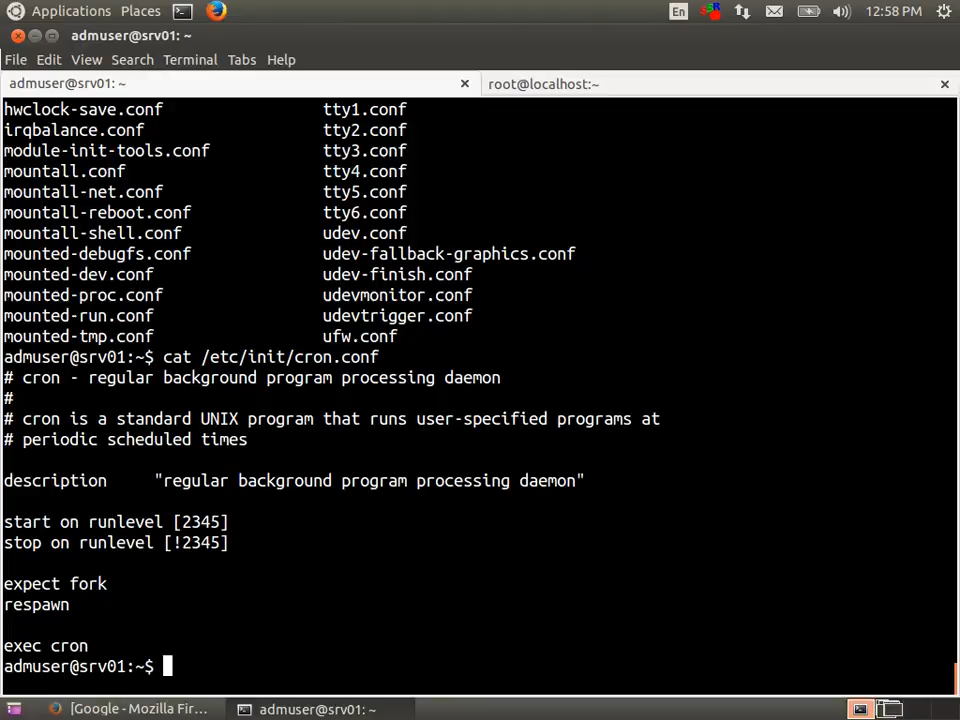 Applications Places En 12:58 PM
admuser@srv01: ~
File Edit View Search Terminal Tabs Help
admuser@srv01: ~ × root@localhost:~ ×
hwclock-save.conf tty1.conf
irqbalance.conf tty2.conf
module-init-tools.conf tty3.conf
mountall.conf tty4.conf
mountall-net.conf tty5.conf
mountall-reboot.conf tty6.conf
mountall-shell.conf udev.conf
mounted-debugfs.conf udev-fallback-graphics.conf
mounted-dev.conf udev-finish.conf
mounted-proc.conf udevmonitor.conf
mounted-run.conf udevtrigger.conf
mounted-tmp.conf ufw.conf
admuser@srv01:~$ cat /etc/init/cron.conf
# cron - regular background program processing daemon
#
# cron is a standard UNIX program that runs user-specified programs at
# periodic scheduled times
description "regular background program processing daemon"
start on runlevel [2345]
stop on runlevel [!2345]
expect fork
respawn
exec cron
admuser@srv01:~$
[Google - Mozilla Fir... admuser@srv01: ~